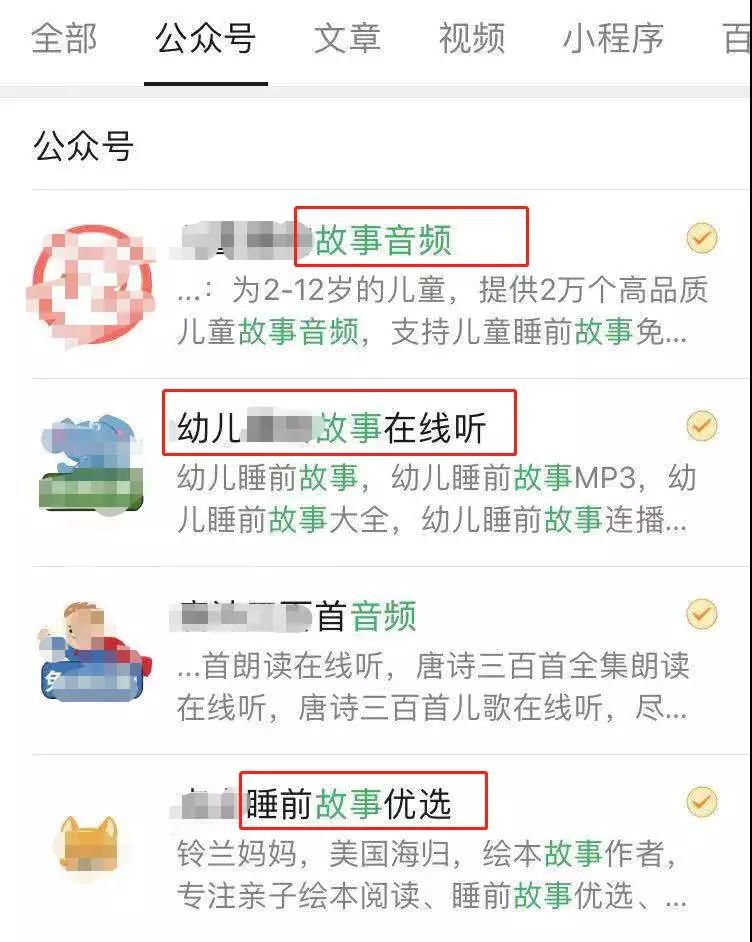 全部 公众号 文章 视频 小程序 百
公众号
故事音频
...：为2-12岁的儿童，提供2万个高品质
儿童故事音频，支持儿童睡前故事免...
幼儿 故事在线听
幼儿睡前故事，幼儿睡前故事MP3，幼
儿睡前故事大全，幼儿睡前故事连播...
首音频
...首朗读在线听，唐诗三百首全集朗读
在线听，唐诗三百首儿歌在线听，尽...
睡前故事优选
铃兰妈妈，美国海归，绘本故事作者，
专注亲子绘本阅读、睡前故事优选、...